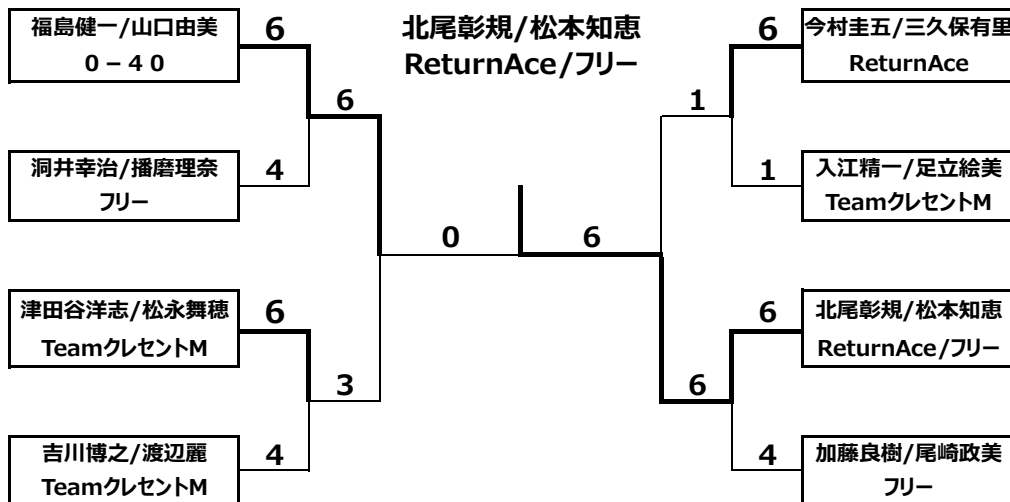 福島健一/山口由美
0－40
6
北尾彰規/松本知恵
ReturnAce/フリー
6
今村圭五/三久保有里
ReturnAce
6
1
洞井幸治/播磨理奈
フリー
4
1
入江精一/足立絵美
TeamクレセントM
0
6
津田谷洋志/松永舞穂
TeamクレセントM
6
6
北尾彰規/松本知恵
ReturnAce/フリー
3
6
吉川博之/渡辺麗
TeamクレセントM
4
4
加藤良樹/尾崎政美
フリー